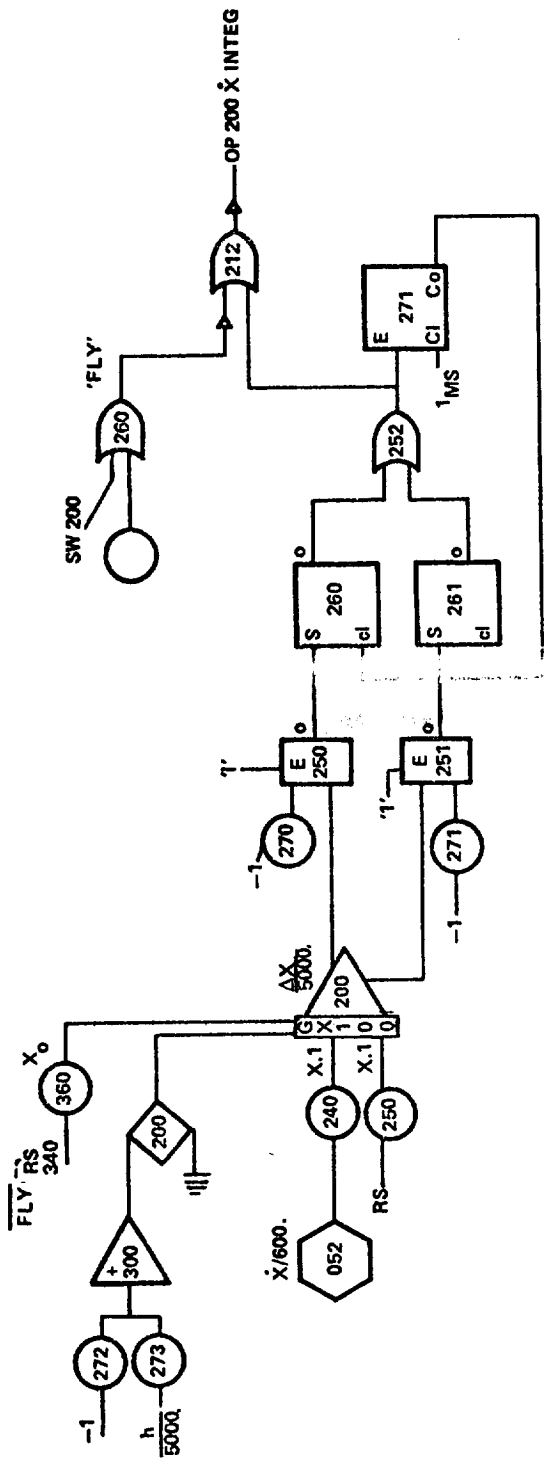 OP 200 Ẋ INTEG
212
'FLY'
260
SW 200
E
271
Cl
Co
1MS
252
S
260
cl
O
S
261
cl
O
'1'
E
250
O
270
-1
'1'
E
251
O
271
-1
ΔX
5000.
200
G
X
1
0
0
X.1
X.1
X
o
360
RS
340
FLY
200
+
300
272
-1
273
h
5000.
240
250
RS
Ẋ/600.
052